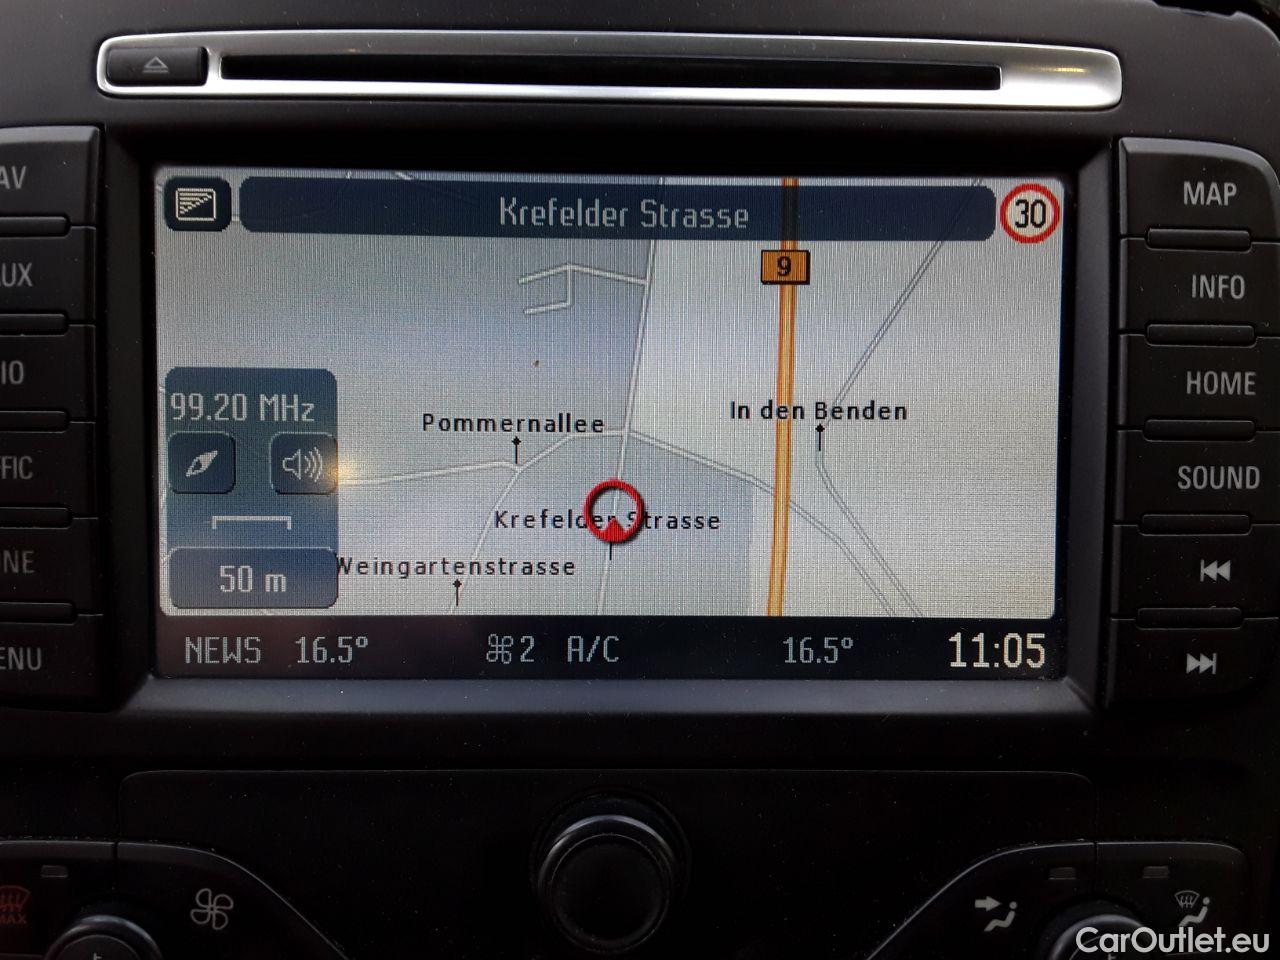 AV
MAP
Krefelder Strasse
30
9
UX
INFO
IO
HOME
99.20 MHz
Pommernallee
In den Benden
FFIC
SOUND
Krefelder Strasse
NE
Weingartenstrasse
50 m
ENU
NEWS 16.5° 2 A/C 16.5° 11:05
MAX
CarOutlet.eu